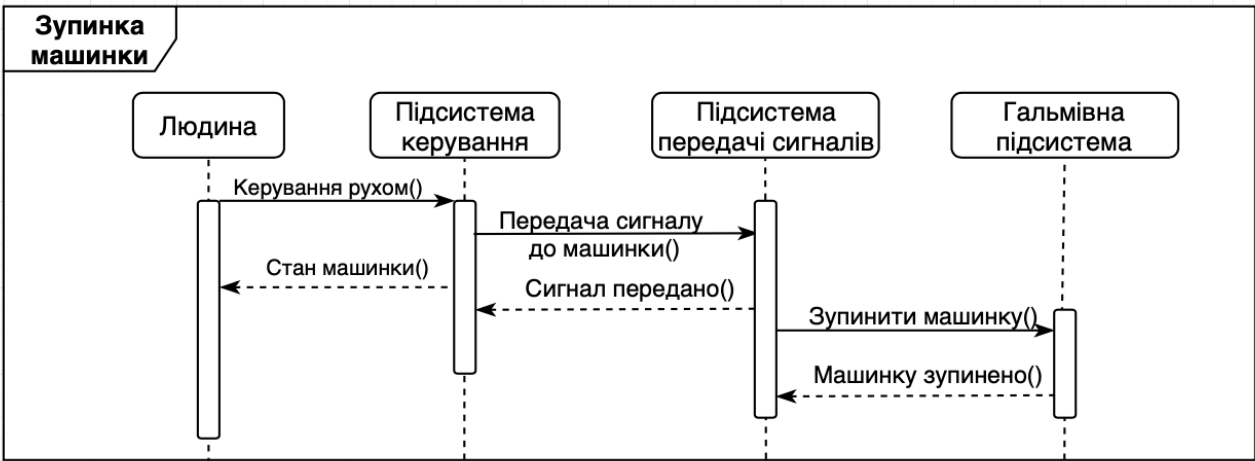 Зупинка
машинки
Людина
Підсистема
керування
Підсистема
передачі сигналів
Гальмівна
підсистема
Керування рухом()
Передача сигналу
до машинки()
Стан машинки()
Сигнал передано()
Зупинити машинку()
Машинку зупинено()